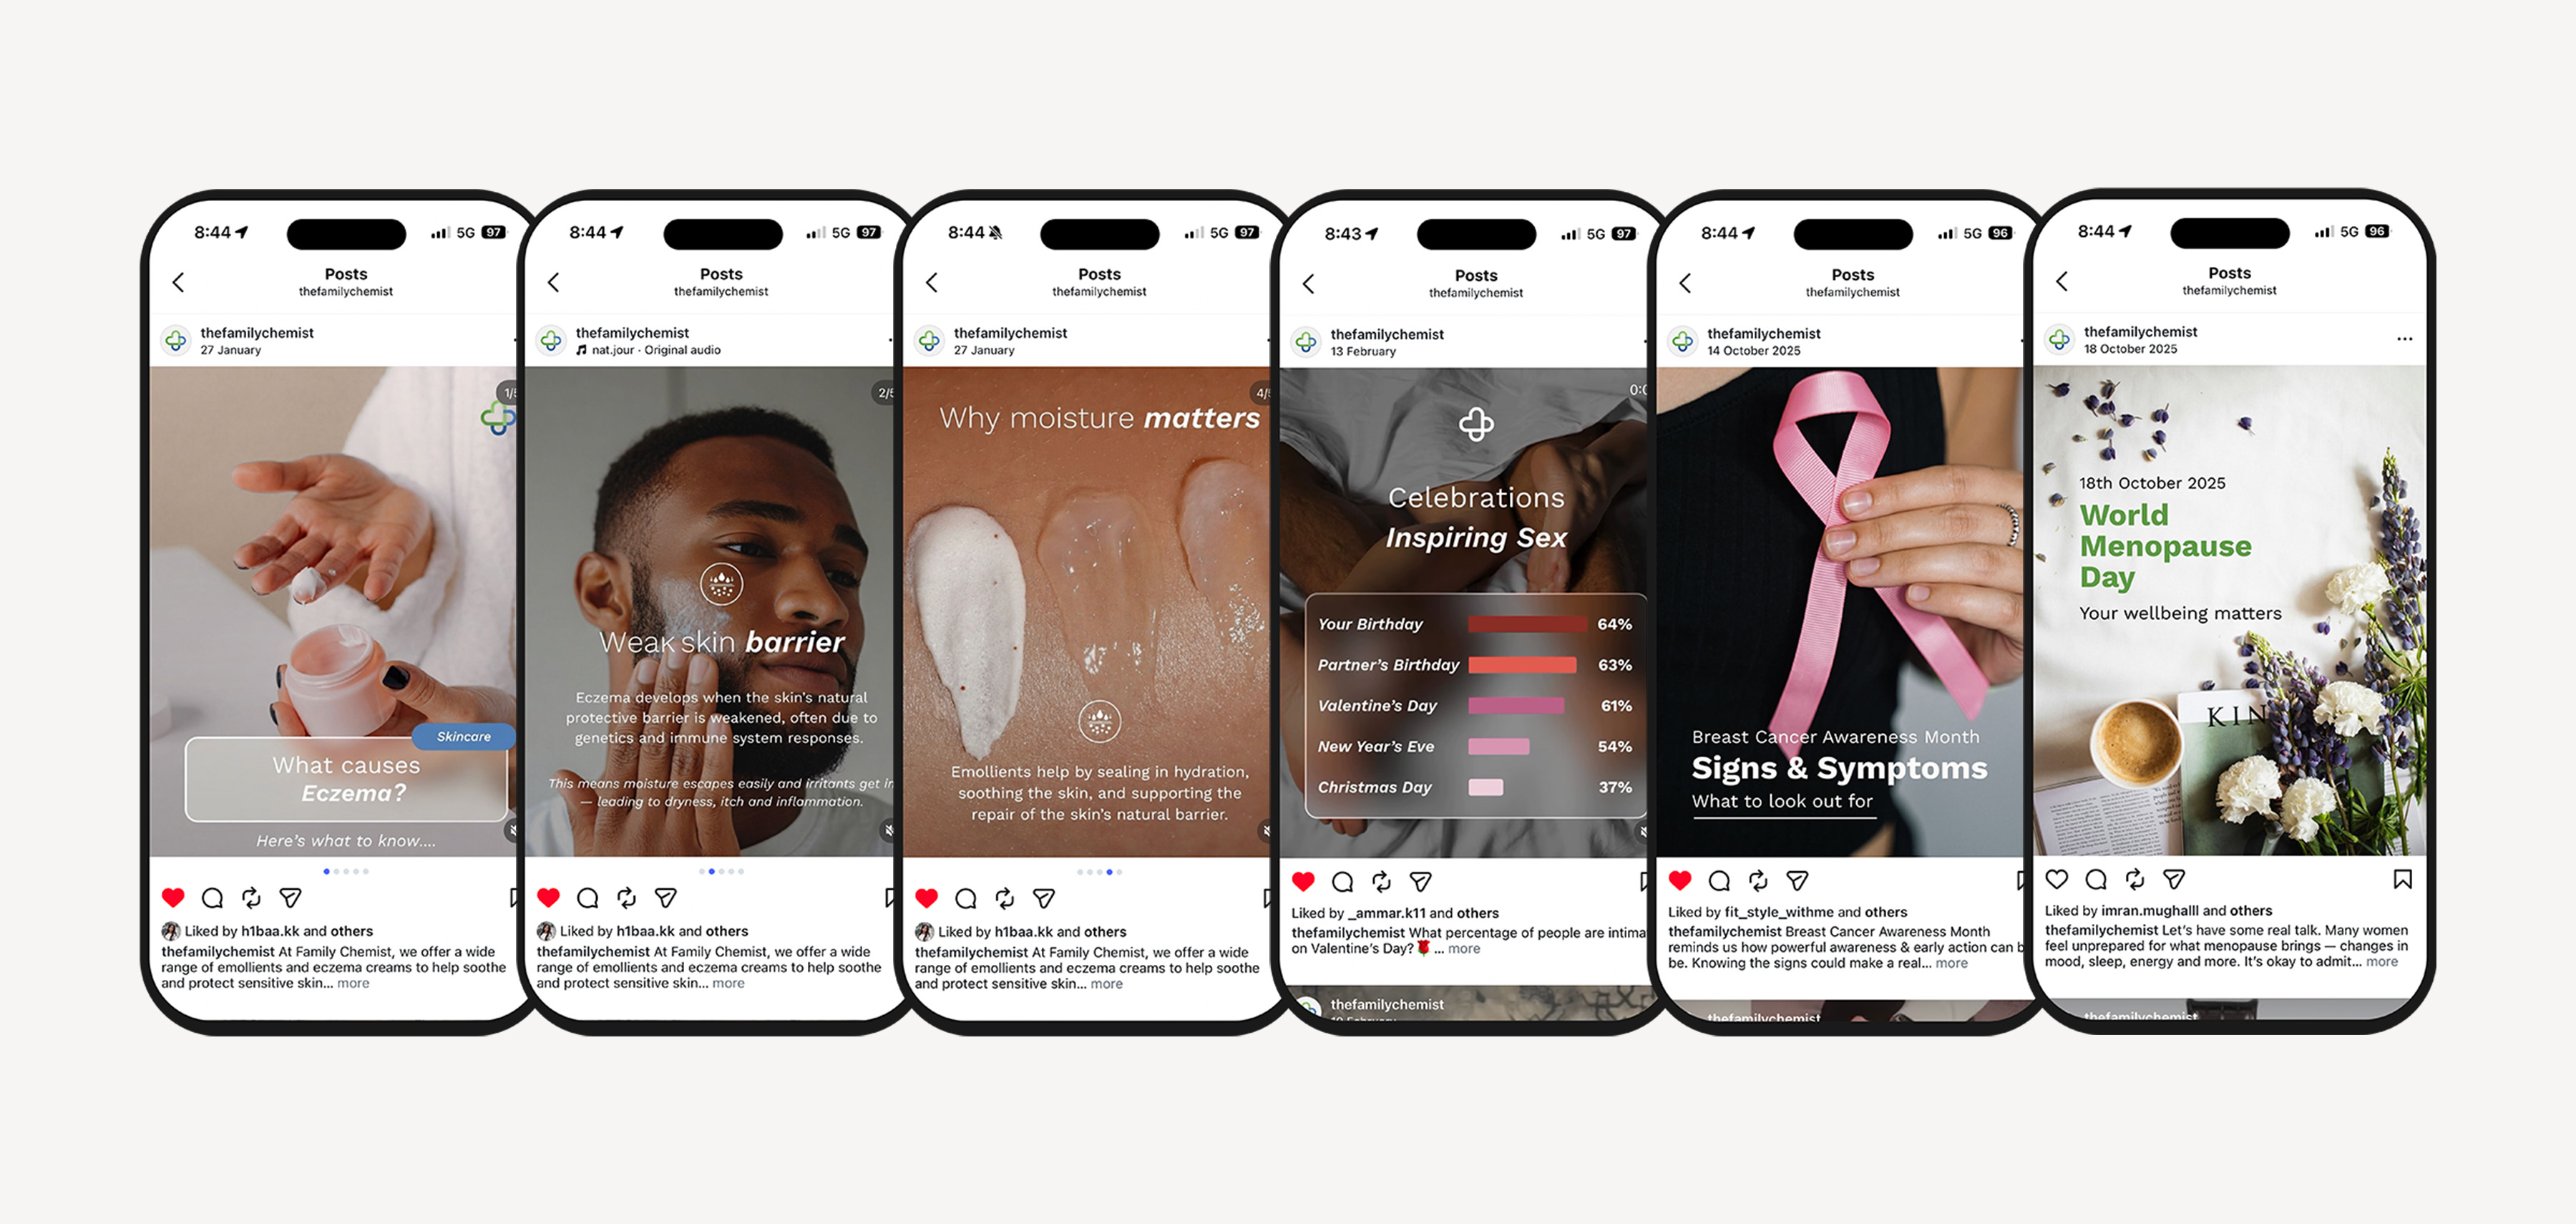 8:44
5G 97
Posts
thefamilychemist
thefamilychemist
27 January
1/5
Skincare
What causes
Eczema?
Here's what to know....
Liked by h1baa.kk and others
thefamilychemist At Family Chemist, we offer a wide
range of emollients and eczema creams to help soothe
and protect sensitive skin... more
8:44
5G 97
Posts
thefamilychemist
thefamilychemist
nat.jour · Original audio
2/5
Weak skin barrier
Eczema develops when the skin's natural
protective barrier is weakened, often due to
genetics and immune system responses.
This means moisture escapes easily and irritants get in
— leading to dryness, itch and inflammation.
Liked by h1baa.kk and others
thefamilychemist At Family Chemist, we offer a wide
range of emollients and eczema creams to help soothe
and protect sensitive skin... more
8:44
5G 97
Posts
thefamilychemist
thefamilychemist
27 January
4/
Why moisture matters
Emollients help by sealing in hydration,
soothing the skin, and supporting the
repair of the skin's natural barrier.
Liked by h1baa.kk and others
thefamilychemist At Family Chemist, we offer a wide
range of emollients and eczema creams to help soothe
and protect sensitive skin... more
8:43
5G 97
Posts
thefamilychemist
thefamilychemist
13 February
Celebrations
Inspiring Sex
Your Birthday 64%
Partner's Birthday 63%
Valentine's Day 61%
New Year's Eve 54%
Christmas Day 37%
Liked by _ammar.k11 and others
thefamilychemist What percentage of people are intima
on Valentine's Day?🌹... more
thefamilychemist
8:44
5G 96
Posts
thefamilychemist
thefamilychemist
14 October 2025
Breast Cancer Awareness Month
Signs & Symptoms
What to look out for
Liked by fit_style_withme and others
thefamilychemist Breast Cancer Awareness Month
reminds us how powerful awareness & early action can b
be. Knowing the signs could make a real... more
thefamilychemist
8:44
5G 96
Posts
thefamilychemist
thefamilychemist
18 October 2025
18th October 2025
World
Menopause
Day
Your wellbeing matters
KIN
Liked by imran.mughalll and others
thefamilychemist Let's have some real talk. Many women
feel unprepared for what menopause brings — changes in
mood, sleep, energy and more. It's okay to admit... more
thefamilychemist